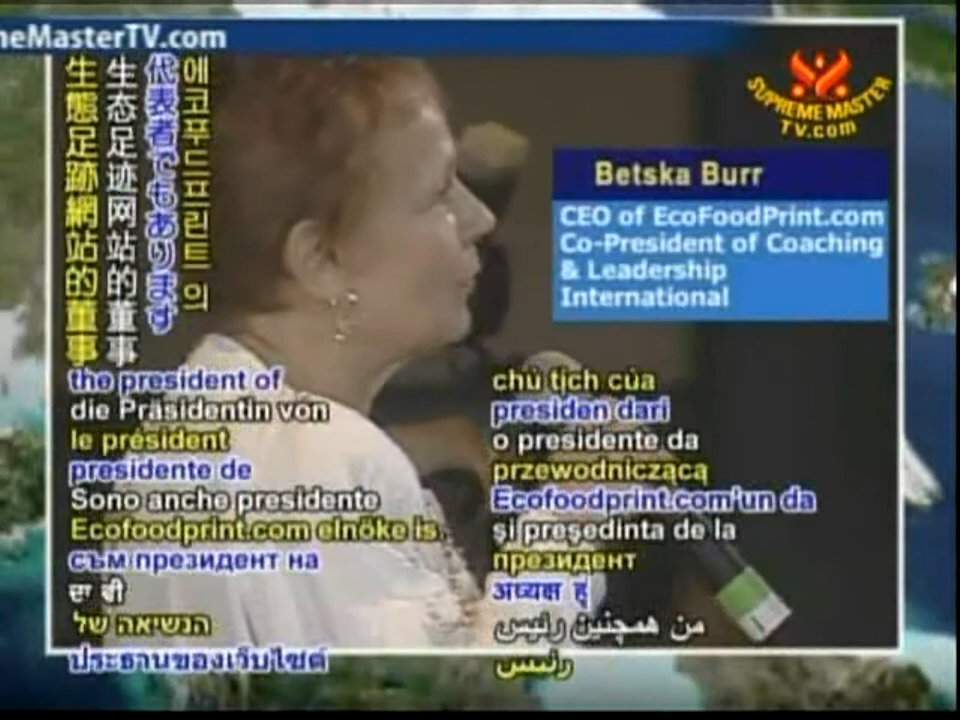 neMasterTV.com
SUPREME MASTER
TV.com
Betska Burr
CEO of EcoFoodPrint.com
Co-President of Coaching
& Leadership
International
生態足跡網站的董事
生态足迹网站的董事
代表者でもあります
에코푸드프린트의
the president of
die Präsidentin von
le président
presidente de
Sono anche presidente
Ecofoodprint.com elnöke is
съм президент на
ਦਾ ਵੀ
הנשיאה של
ประธานของเว็บไซต์
chủ tịch của
presiden dari
o presidente da
przewodniczącą
Ecofoodprint.com'un da
şi preşedinta de la
президент
अध्यक्ष हूं
من همچنین رئیس
رئيس